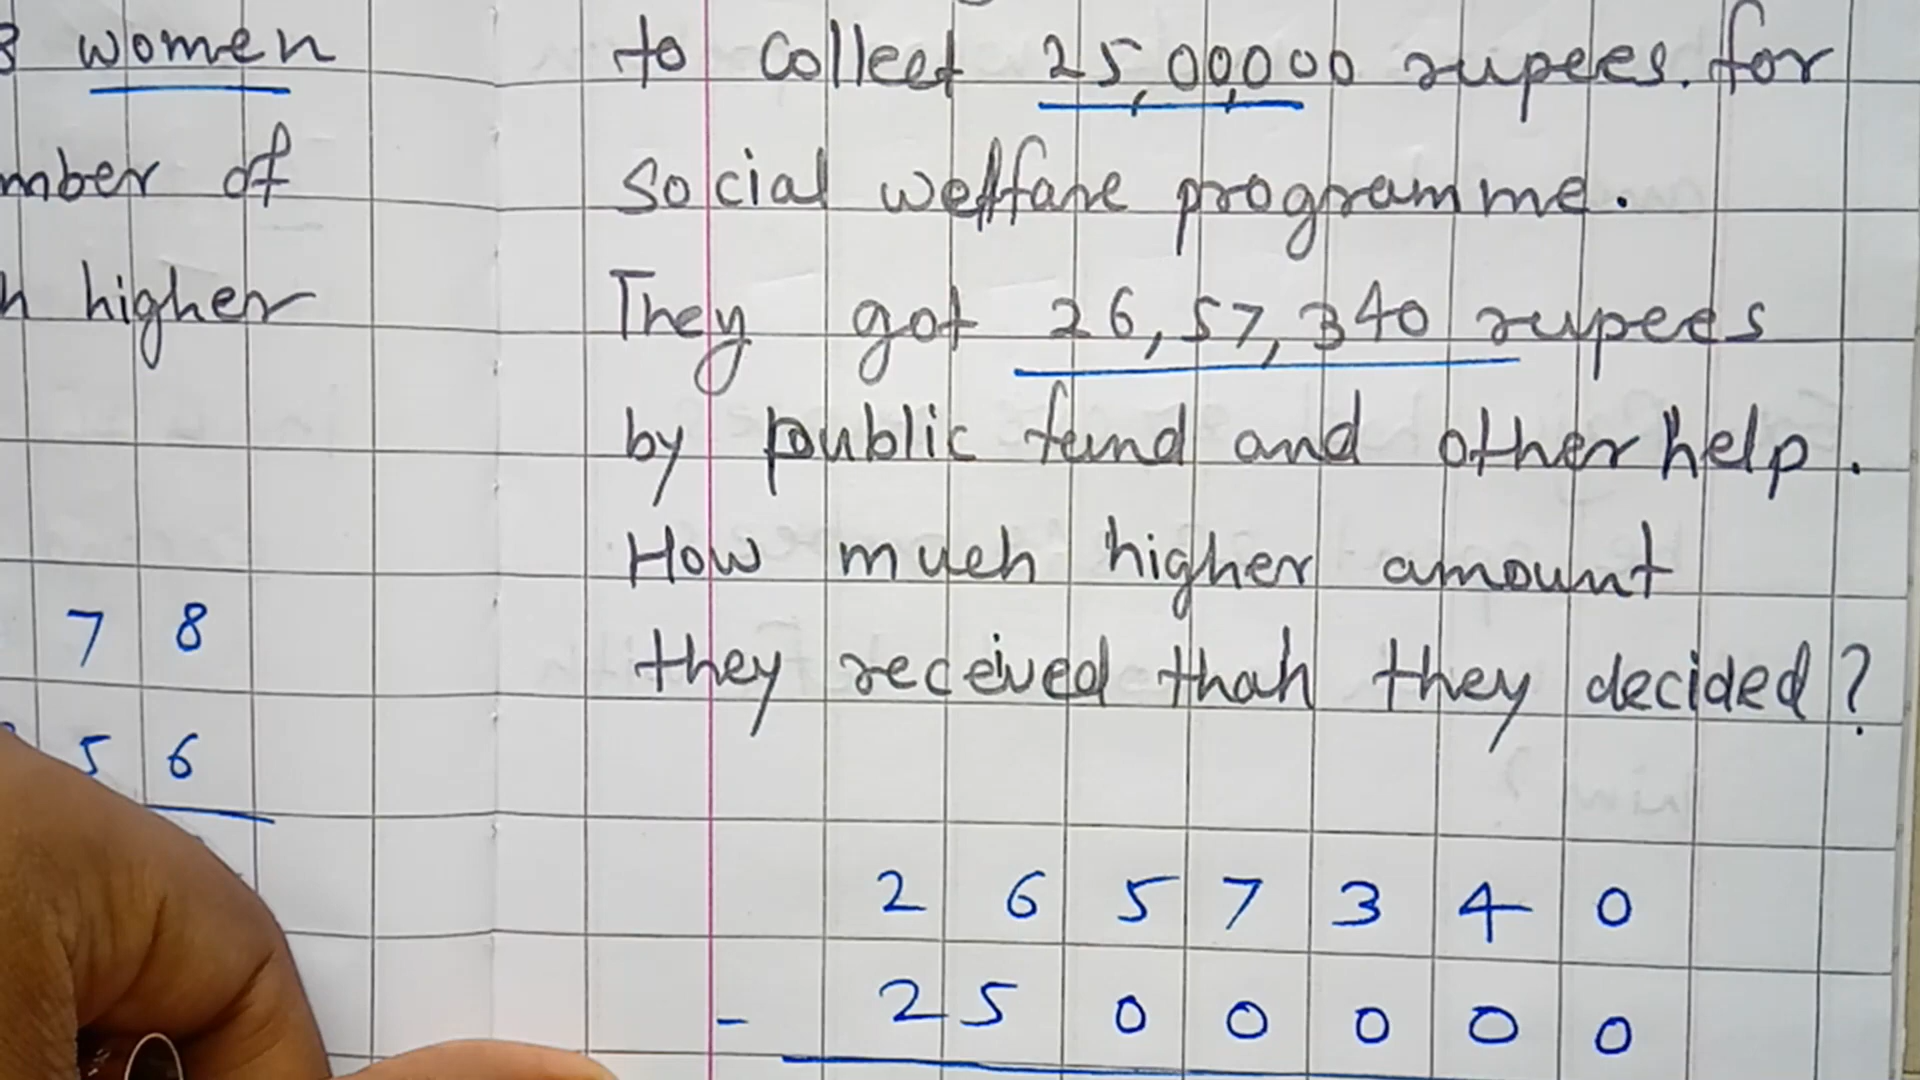 women
of
higher
7 8
5 6
to collect 25,00,000 rupees. for
social welfare programme.
They got 26,57,340 rupees
by public fund and other help.
How much higher amount
they received than they decided?
2 6 5 7 3 4 0
- 2 5 0 0 0 0 0